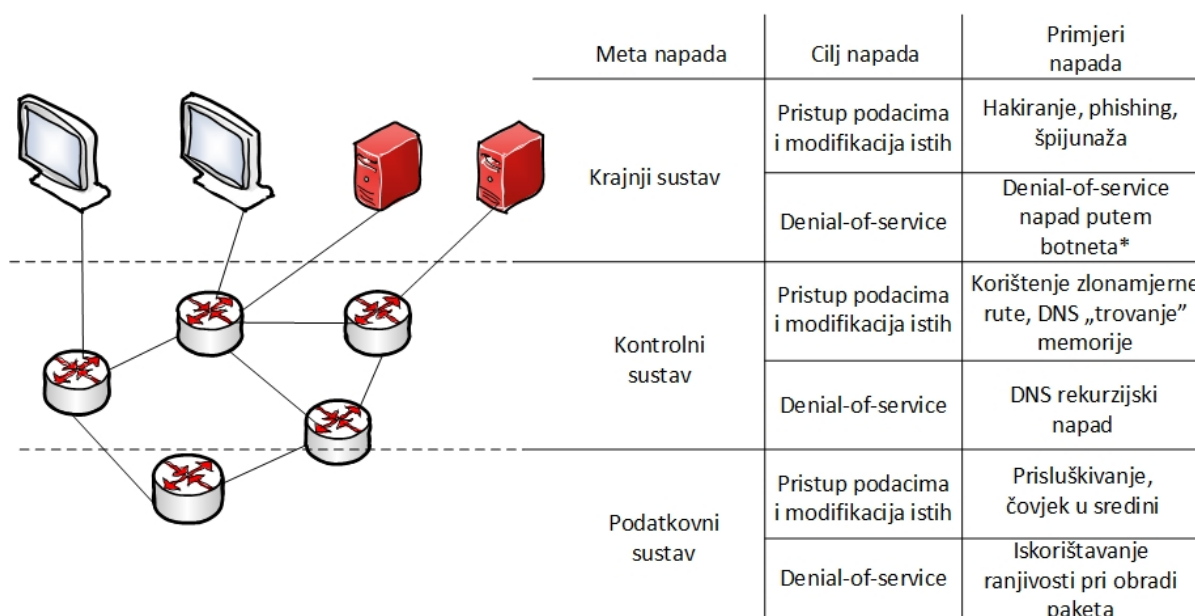 Meta napada
Cilj napada
Primjeri
napada
Krajnji sustav
Pristup podacima
i modifikacija istih
Hakiranje, phishing,
špijunaža
Denial-of-service
Denial-of-service
napad putem
botneta*
Kontrolni
sustav
Pristup podacima
i modifikacija istih
Korištenje zlonamjerne
rute, DNS „trovanje”
memorije
Denial-of-service
DNS rekurzijski
napad
Podatkovni
sustav
Pristup podacima
i modifikacija istih
Prisluškivanje,
čovjek u sredini
Denial-of-service
Iskorištavanje
ranjivosti pri obradi
paketa